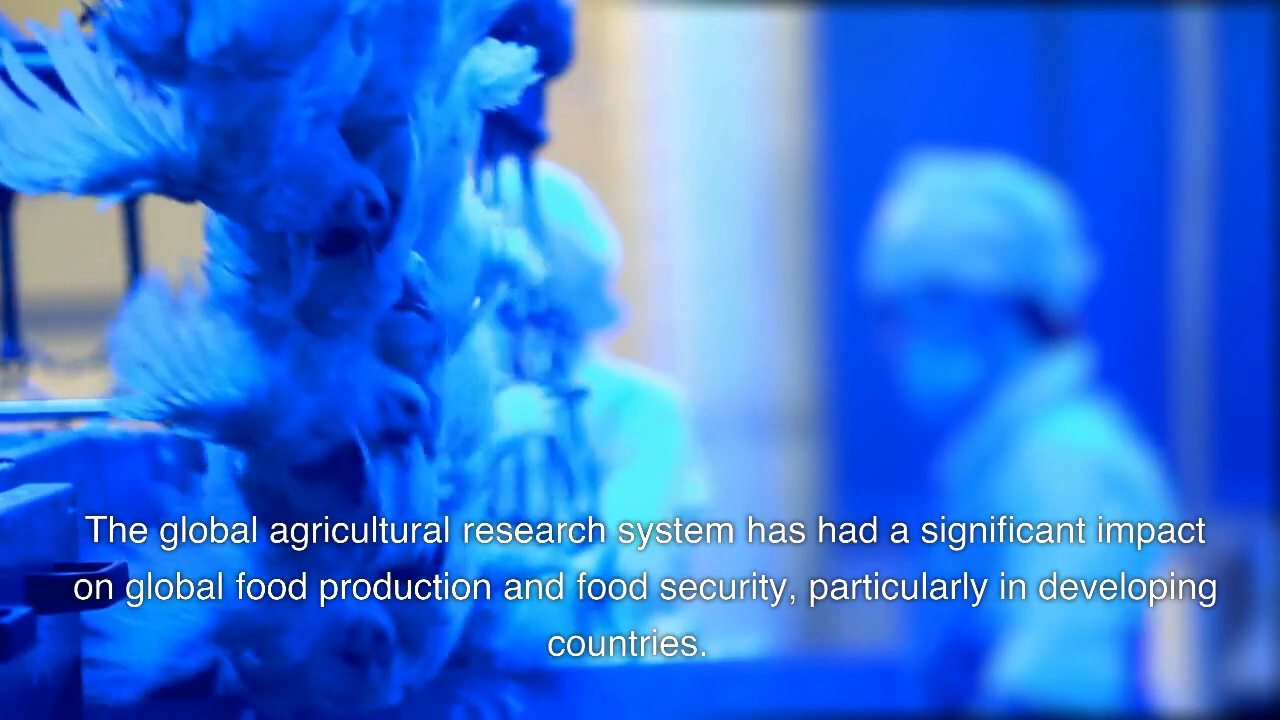 The global agricultural research system has had a significant impact
on global food production and food security, particularly in developing
countries.